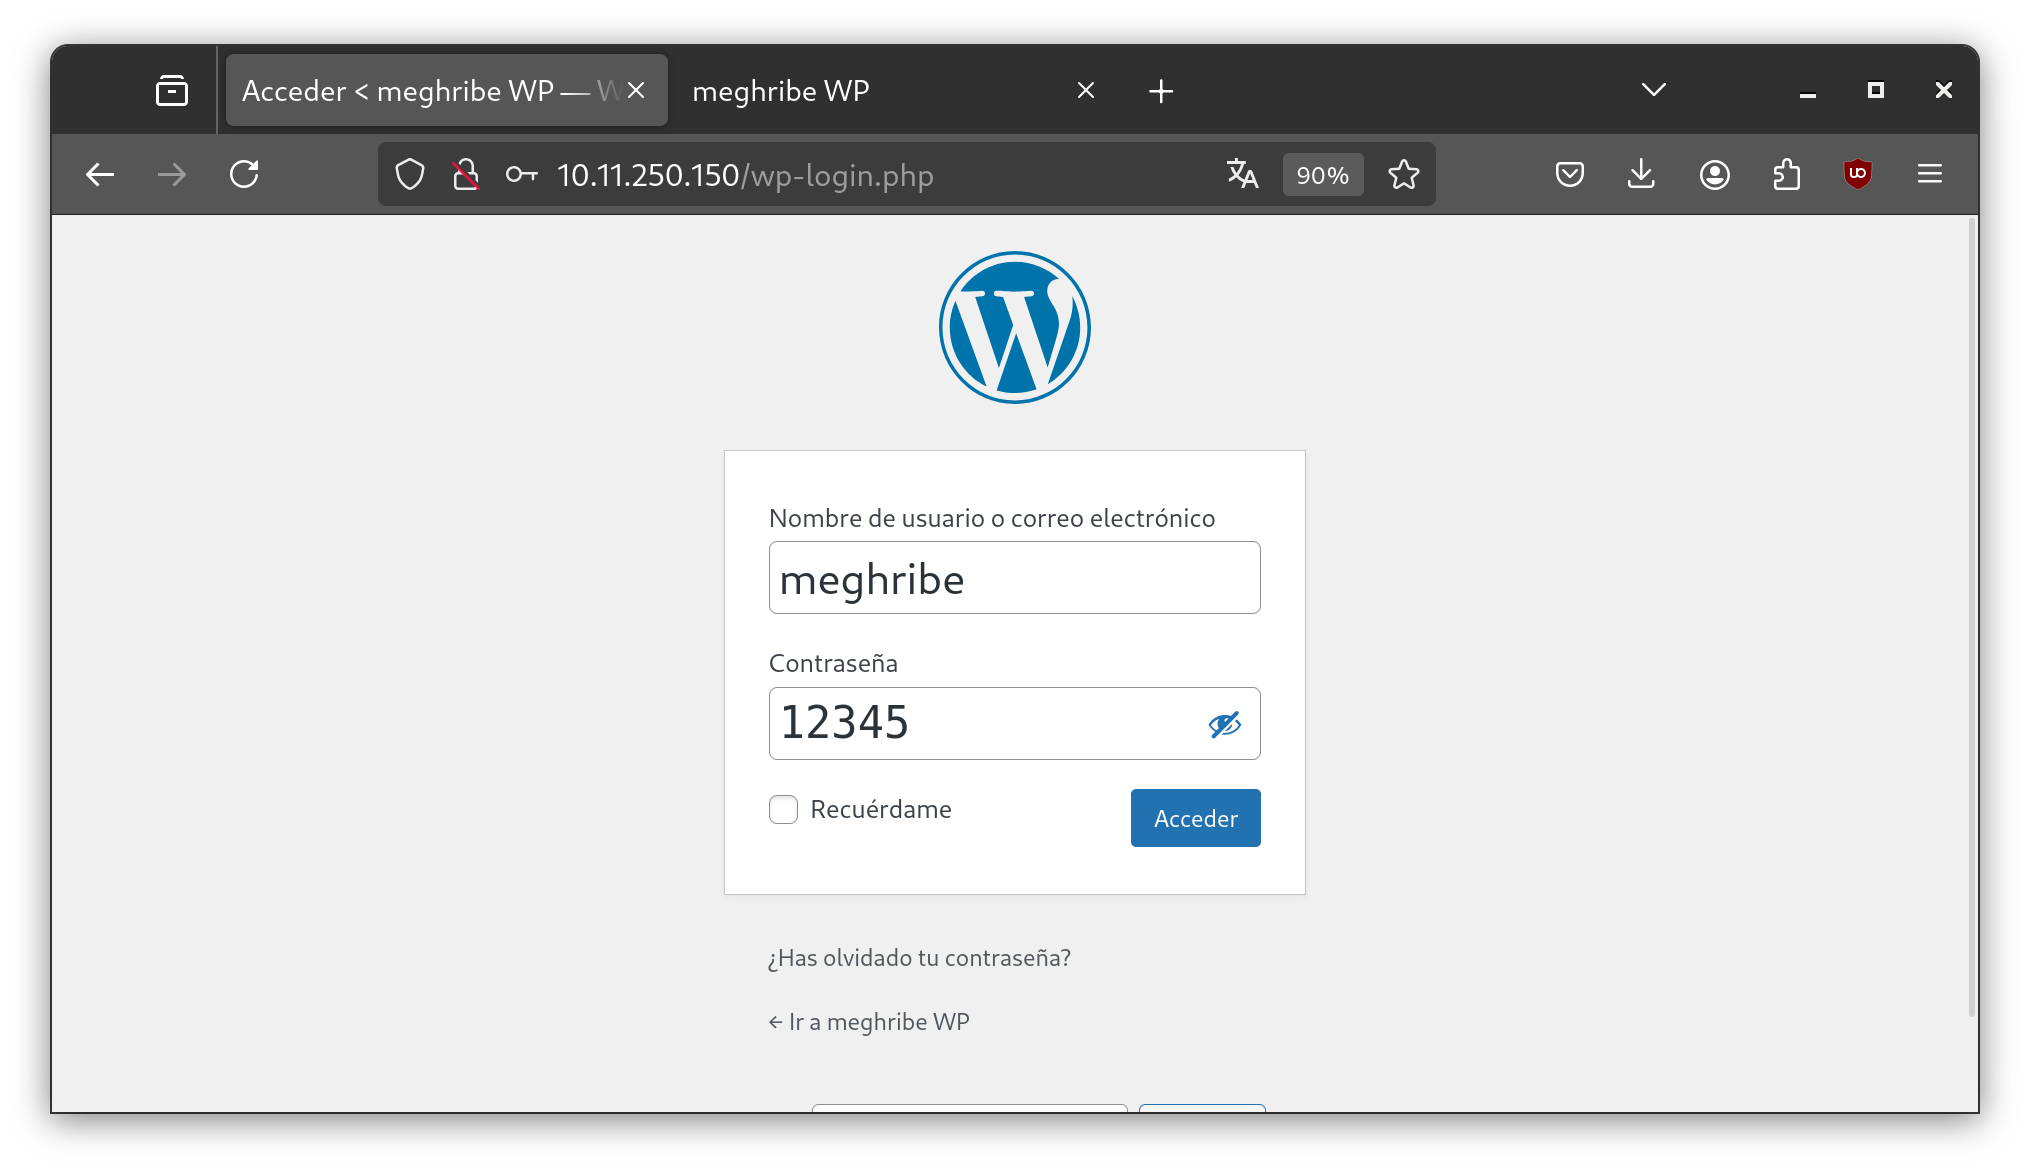 Acceder < meghribe WP — W
meghribe WP
10.11.250.150/wp-login.php
90%
Nombre de usuario o correo electrónico
meghribe
Contraseña
12345
Recuérdame
Acceder
¿Has olvidado tu contraseña?
← Ir a meghribe WP